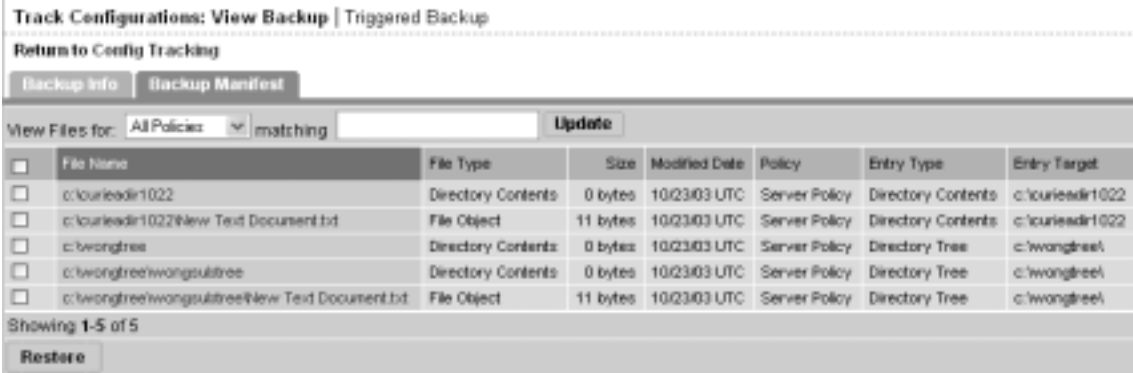 Track Configurations: View Backup | Triggered Backup
Return to Config Tracking
Backup Info Backup Manifest
View Files for: All Policies matching Update
File Name File Type Size Modified Date Policy Entry Type Entry Target
c:\curieadir1022 Directory Contents 0 bytes 10/23/03 UTC Server Policy Directory Contents c:\curieadir1022
c:\curieadir1022\New Text Document.txt File Object 11 bytes 10/23/03 UTC Server Policy Directory Contents c:\curieadir1022
c:\wongtree Directory Contents 0 bytes 10/23/03 UTC Server Policy Directory Tree c:\wongtree\
c:\wongtree\wongsubtree Directory Contents 0 bytes 10/23/03 UTC Server Policy Directory Tree c:\wongtree\
c:\wongtree\wongsubtree\New Text Document.txt File Object 11 bytes 10/23/03 UTC Server Policy Directory Tree c:\wongtree\
Showing 1-5 of 5
Restore